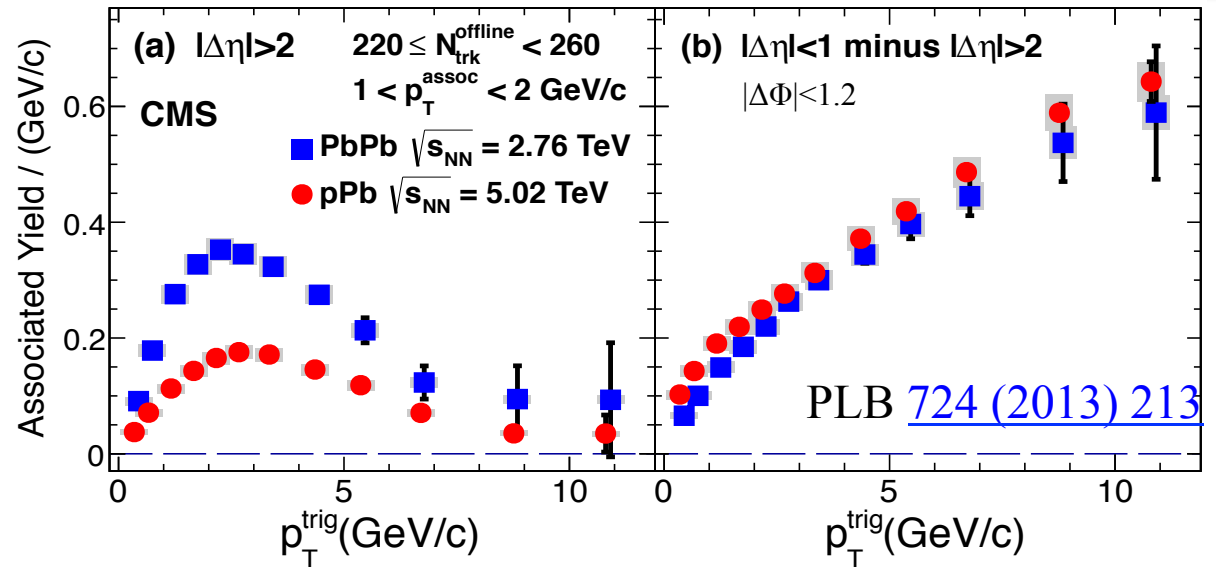 (a) |Δη|>2
220 ≤ N_trk^offline < 260
1 < p_T^assoc < 2 GeV/c
CMS
PbPb √s_NN = 2.76 TeV
pPb √s_NN = 5.02 TeV
(b) |Δη|<1 minus |Δη|>2
|ΔΦ|<1.2
PLB 724 (2013) 213
Associated Yield / (GeV/c)
0.6
0.4
0.2
0
0 5 10
0 5 10
p_T^trig(GeV/c)
p_T^trig(GeV/c)